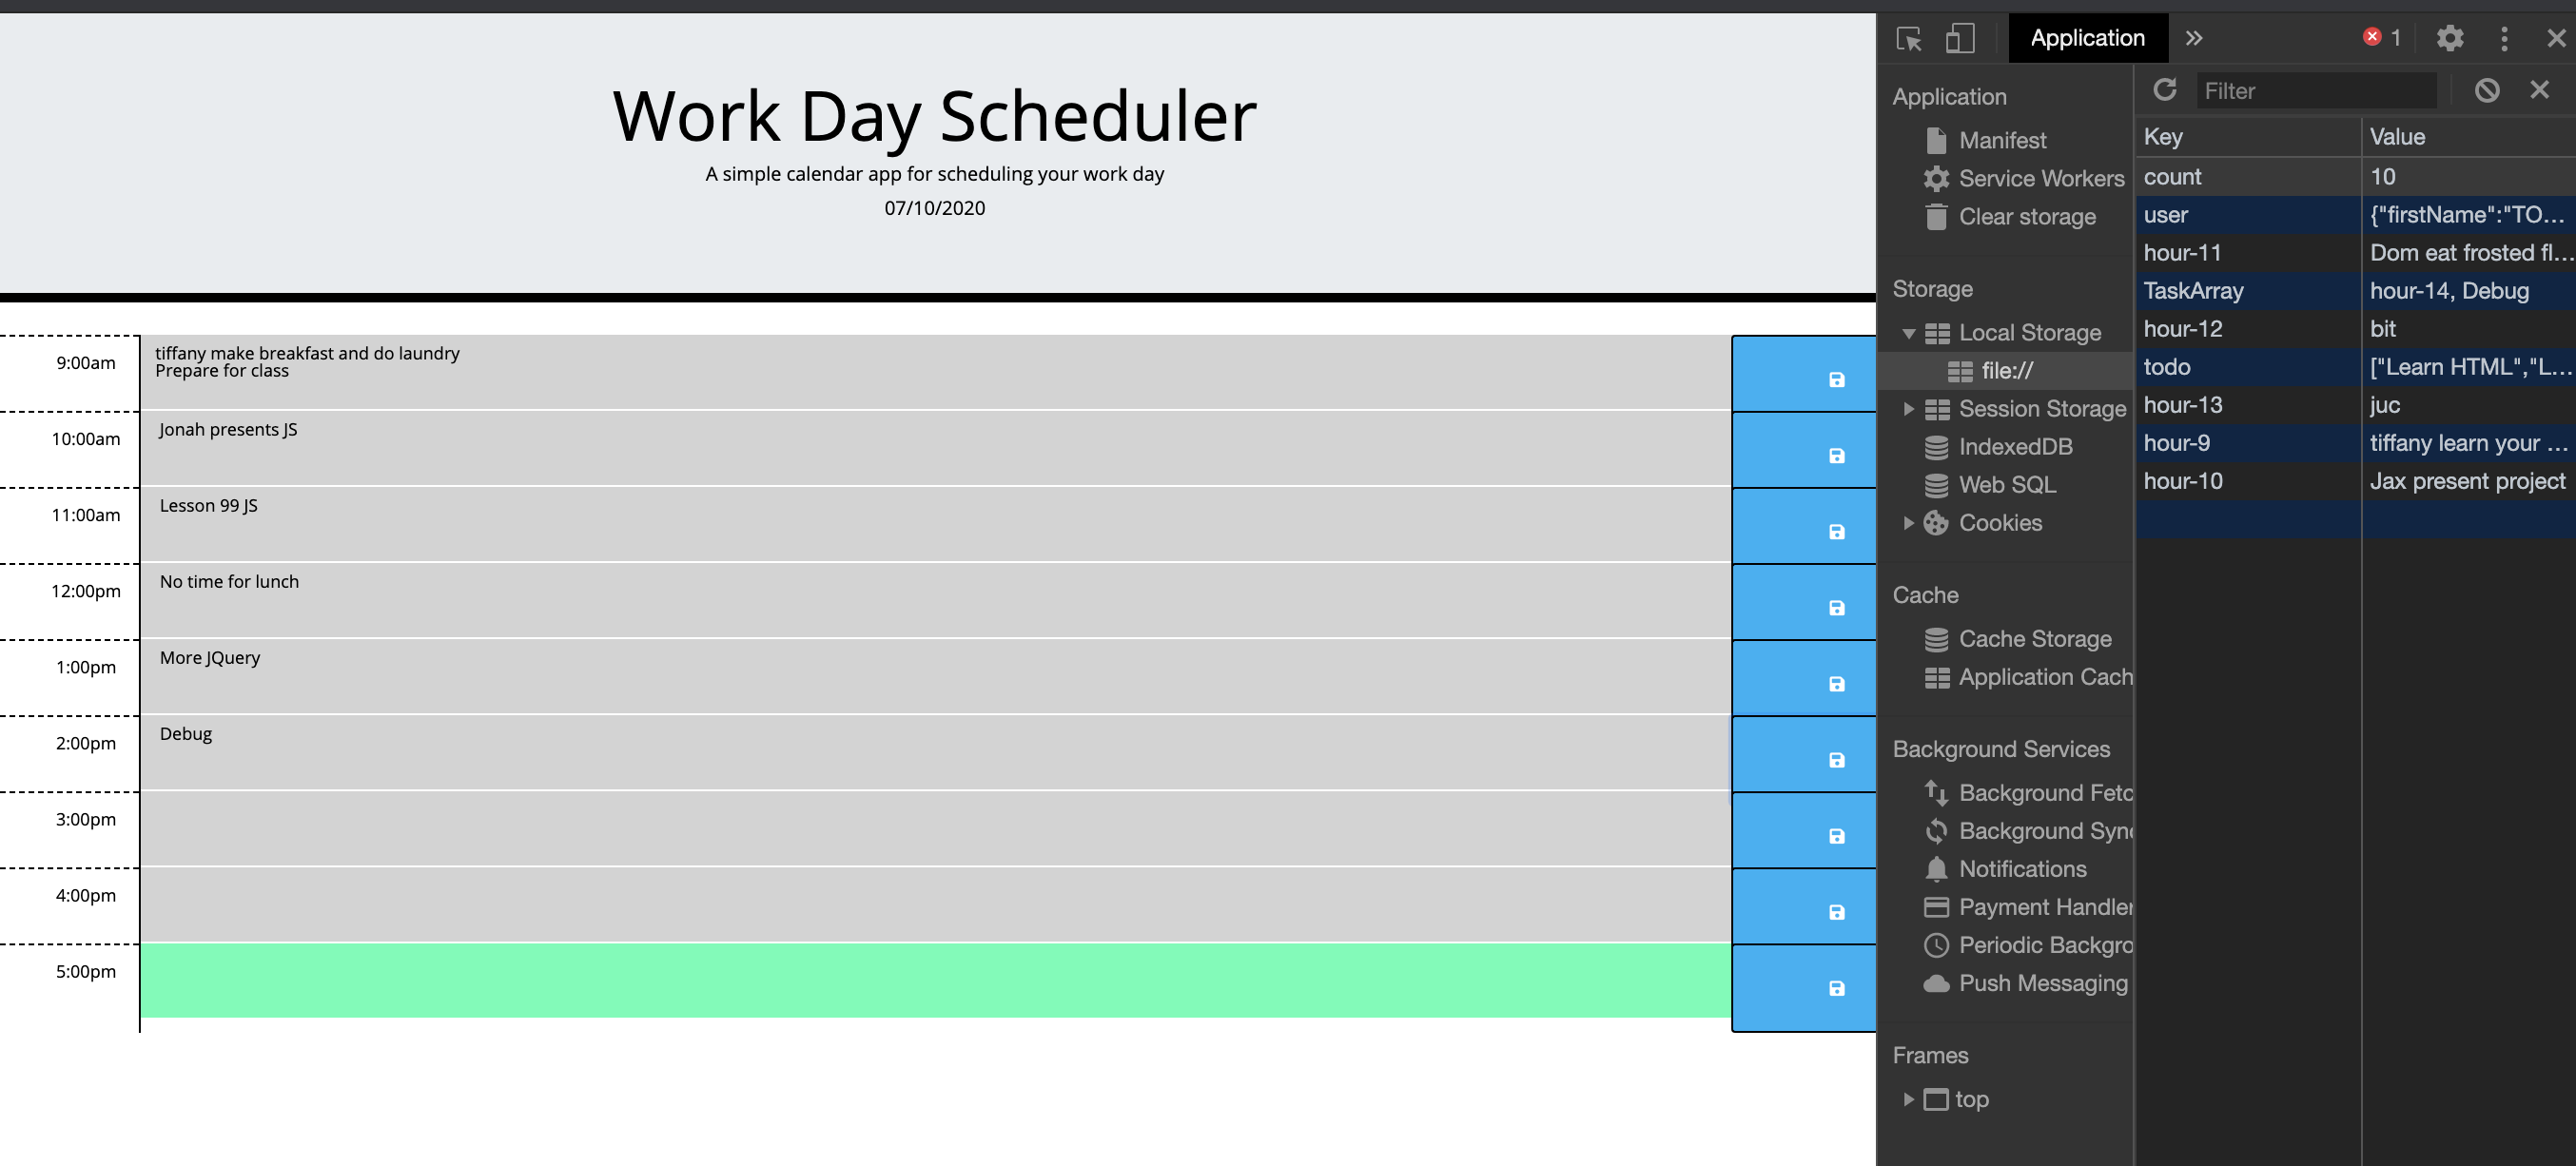 Work Day Scheduler
A simple calendar app for scheduling your work day
07/10/2020
9:00am
tiffany make breakfast and do laundry
Prepare for class
10:00am
Jonah presents JS
11:00am
Lesson 99 JS
12:00pm
No time for lunch
1:00pm
More JQuery
2:00pm
Debug
3:00pm
4:00pm
5:00pm
Application
1
Application
Manifest
Service Workers
Clear storage
Storage
Local Storage
file://
Session Storage
IndexedDB
Web SQL
Cookies
Cache
Cache Storage
Application Cach
Background Services
Background Fetc
Background Sync
Notifications
Payment Handler
Periodic Backgro
Push Messaging
Frames
top
Filter
Key Value
count 10
user {"firstName":"TO…
hour-11 Dom eat frosted fl…
TaskArray hour-14, Debug
hour-12 bit
todo ["Learn HTML","L…
hour-13 juc
hour-9 tiffany learn your …
hour-10 Jax present project